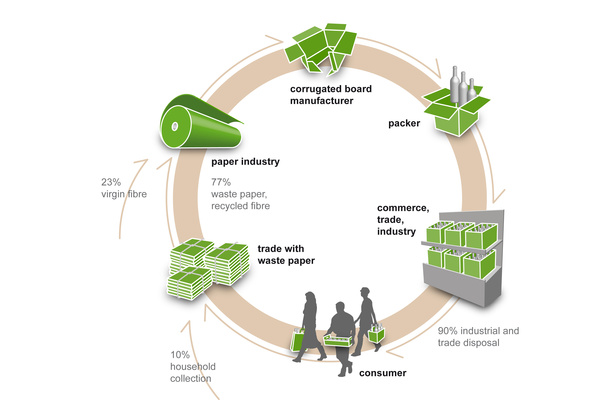 corrugated board
manufacturer
packer
paper industry
23%
virgin fibre
77%
waste paper,
recycled fibre
commerce,
trade,
industry
trade with
waste paper
90% industrial and
trade disposal
10%
household
collection
consumer